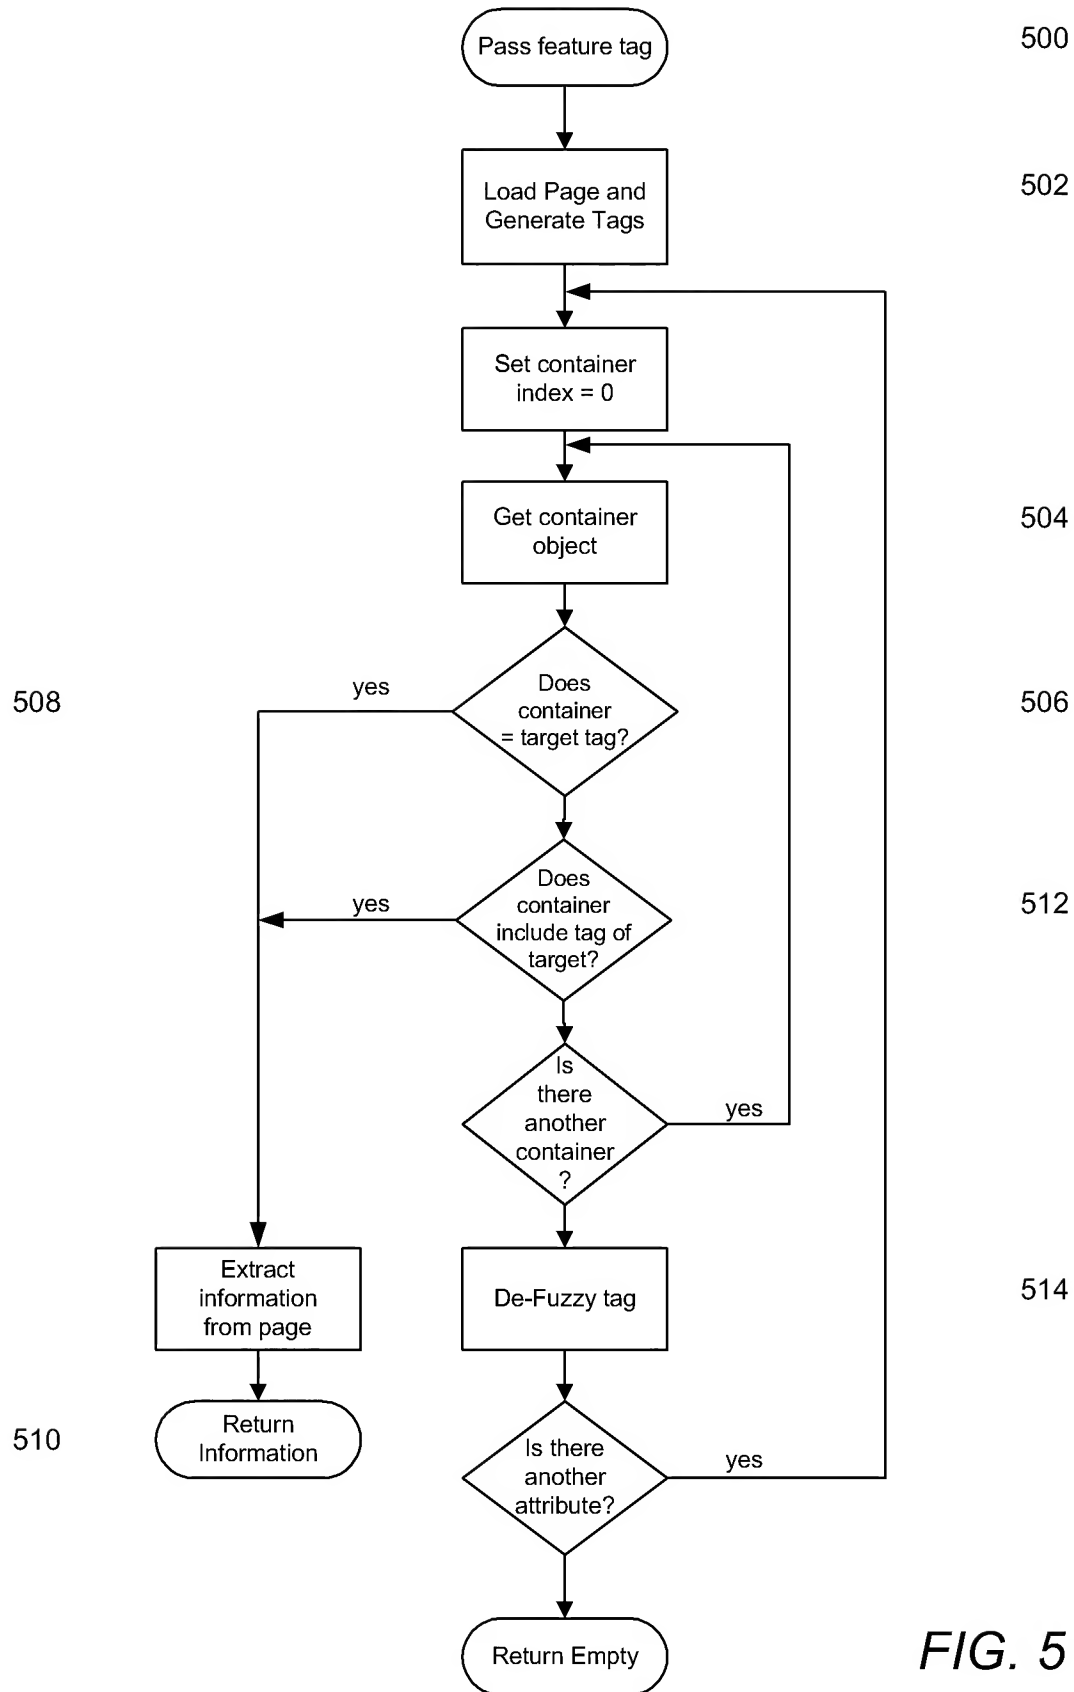 Pass feature tag
500
Load Page and
Generate Tags
502
Set container
index = 0
Get container
object
504
508
yes
Does
container
= target tag?
506
yes
Does
container
include tag of
target?
512
Is
there
another
container
?
yes
Extract
information
from page
De-Fuzzy tag
514
510
Return
Information
Is there
another
attribute?
yes
Return Empty
FIG. 5